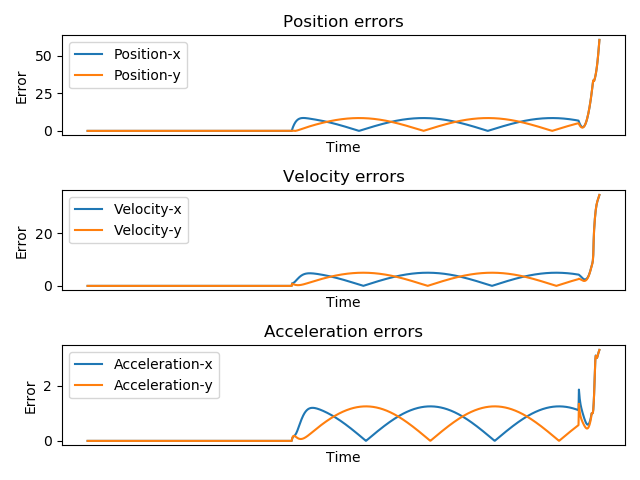 Position errors
50
25
0
Error
Position-x
Position-y
Time
Velocity errors
20
0
Error
Velocity-x
Velocity-y
Time
Acceleration errors
2
0
Error
Acceleration-x
Acceleration-y
Time